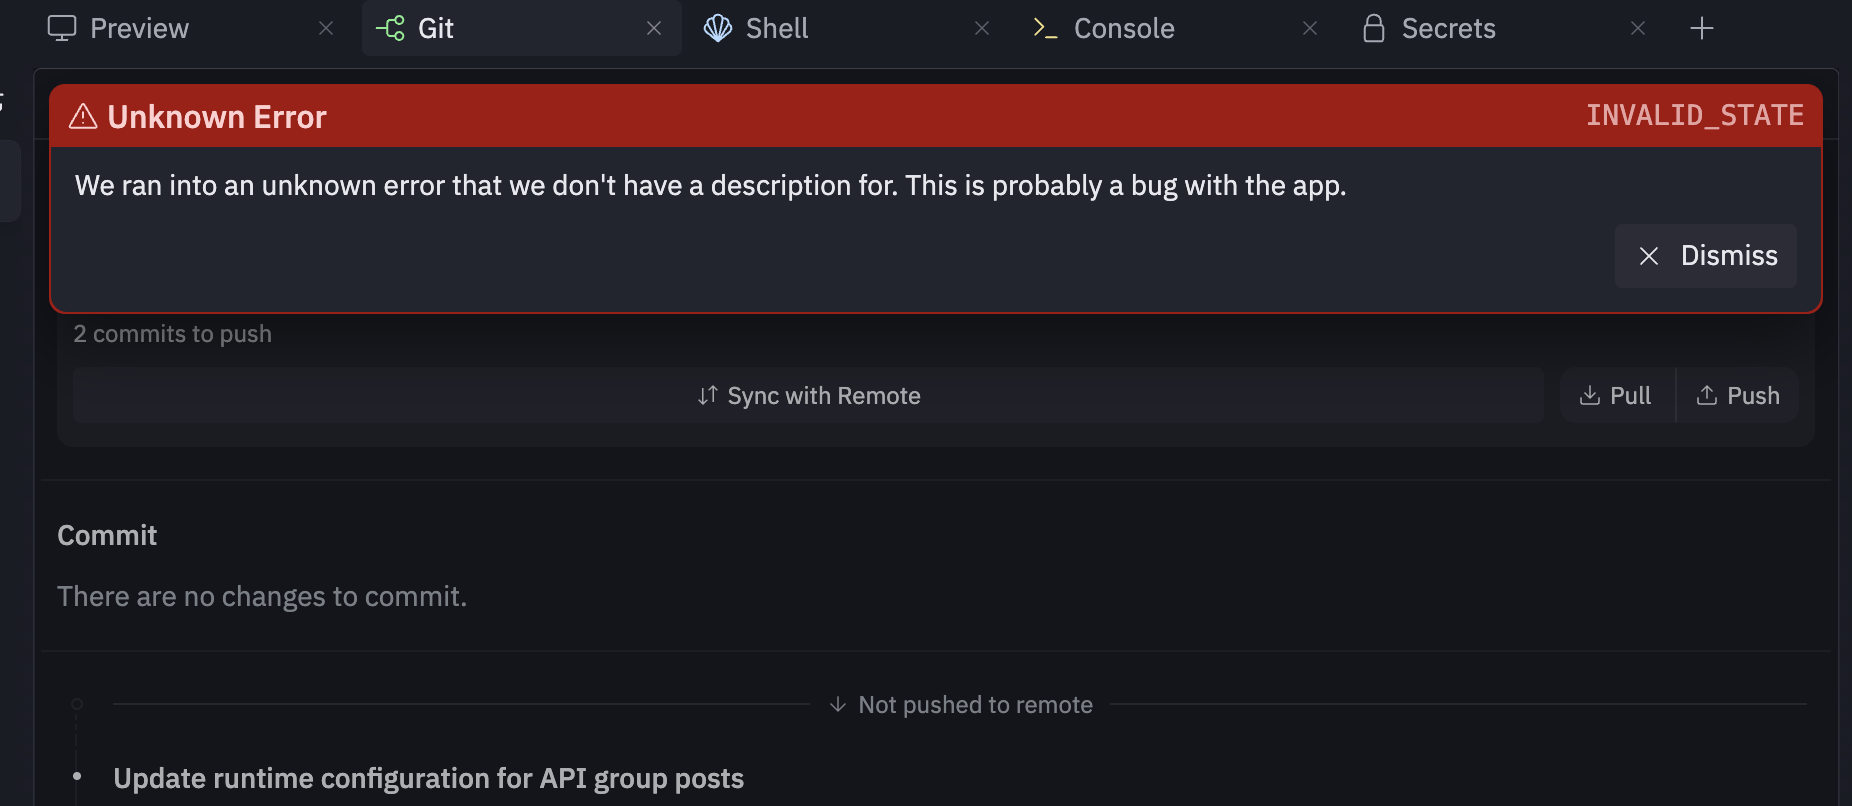 Preview
Git
Shell
Console
Secrets
Unknown Error
INVALID_STATE
We ran into an unknown error that we don't have a description for. This is probably a bug with the app.
Dismiss
2 commits to push
Sync with Remote
Pull
Push
Commit
There are no changes to commit.
Not pushed to remote
Update runtime configuration for API group posts